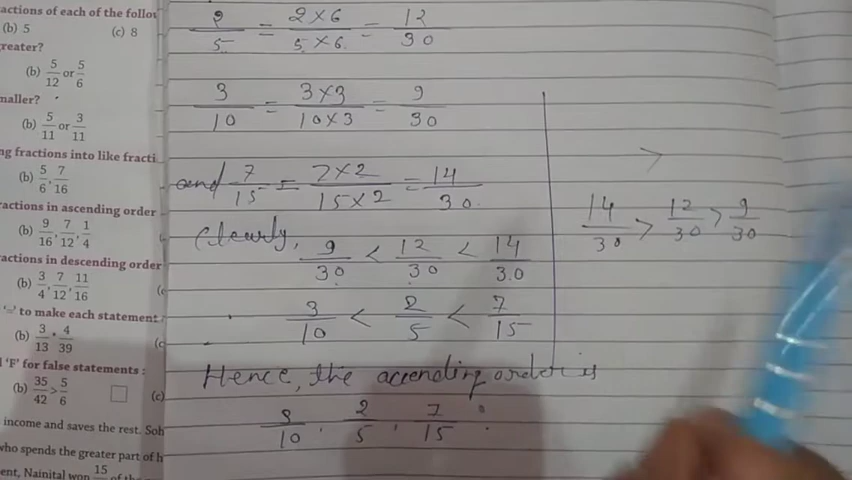 actions of each of the follo
(b) 5 (c) 8
reater?
(b) 5/12 or 5/6
maller?
(b) 5/11 or 3/11
ng fractions into like fracti
(b) 5/6, 7/16
actions in ascending order
(b) 9/16, 7/12, 1/4
actions in descending order
(b) 3/4, 7/12, 11/16
'=' to make each statement
(b) 3/13 * 4/39 (c
'F' for false statements :
(b) 35/42 > 5/6 (c)
income and saves the rest. Soh
who spends the greater part of h
ent, Nainital won 15
2/5 = 2×6/5×6 = 12/30
3/10 = 3×3/10×3 = 9/30
and 7/15 = 7×2/15×2 = 14/30
Clearly, 9/30 < 12/30 < 14/30
3/10 < 2/5 < 7/15
Hence, the accending order is
3/10, 2/5, 7/15
>
14/30 > 12/30 > 9/30